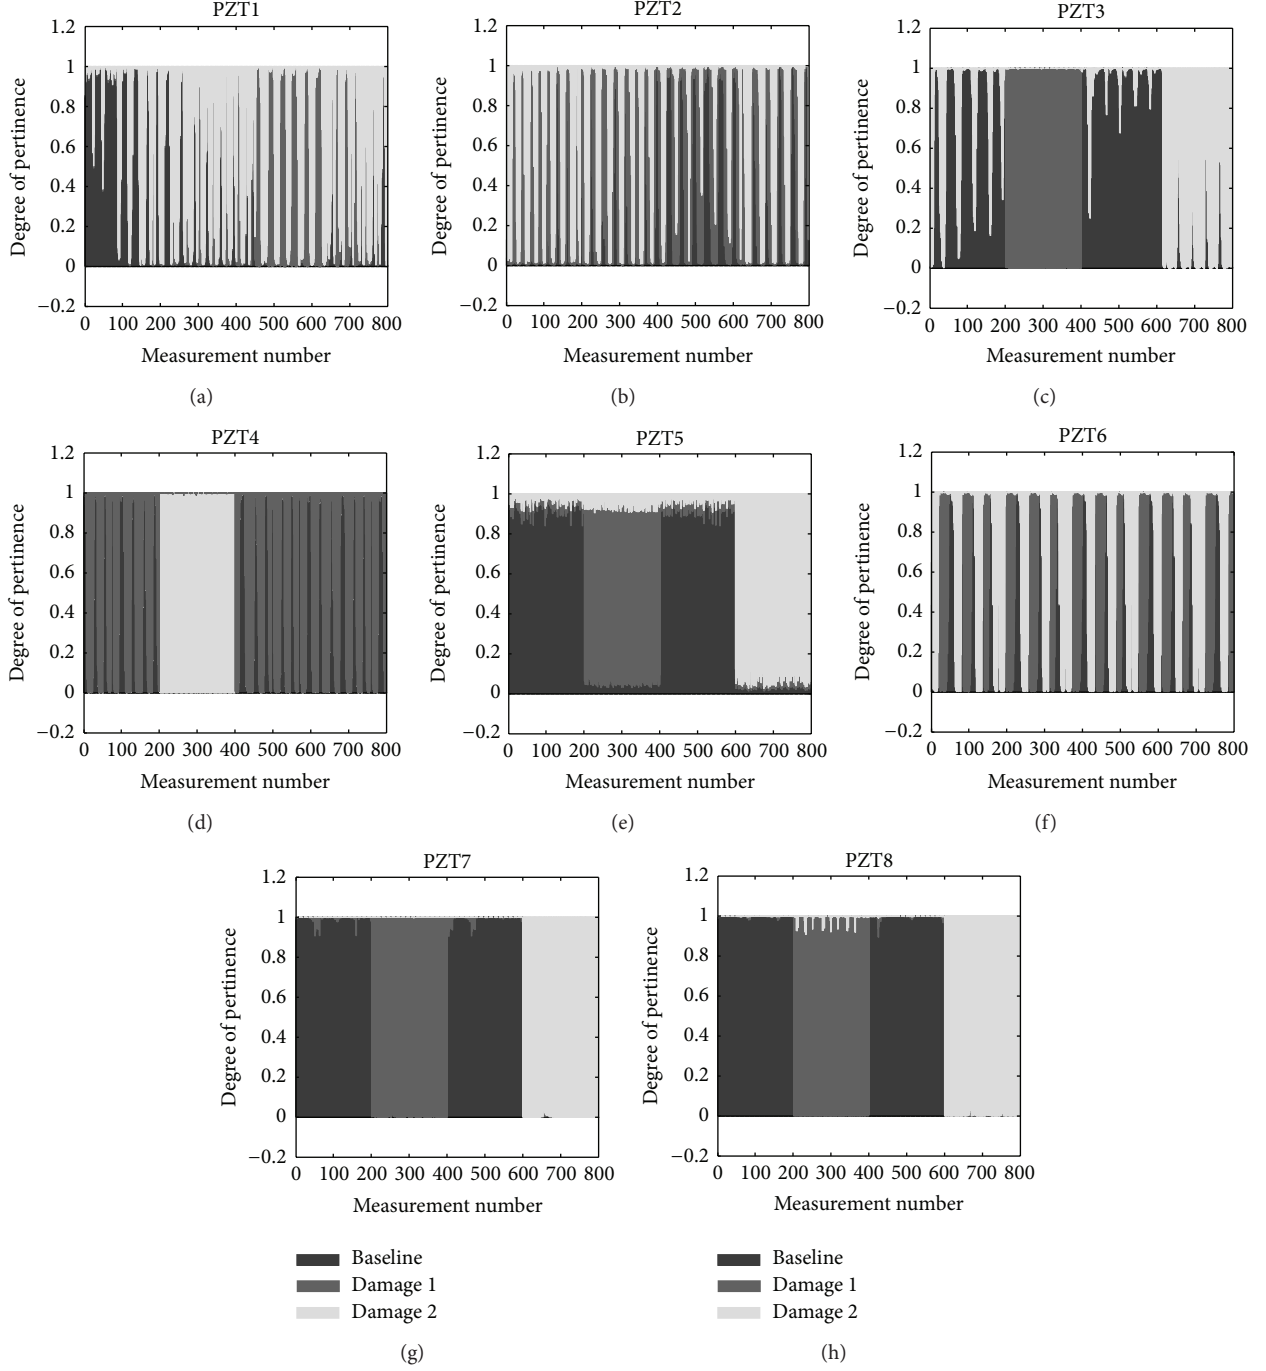 PZT1
1.2
1
0.8
0.6
0.4
0.2
0
−0.2
Degree of pertinence
0 100 200 300 400 500 600 700 800
Measurement number
(a)
PZT2
1.2
1
0.8
0.6
0.4
0.2
0
−0.2
Degree of pertinence
0 100 200 300 400 500 600 700 800
Measurement number
(b)
PZT3
1.2
1
0.8
0.6
0.4
0.2
0
−0.2
Degree of pertinence
0 100 200 300 400 500 600 700 800
Measurement number
(c)
PZT4
1.2
1
0.8
0.6
0.4
0.2
0
−0.2
Degree of pertinence
0 100 200 300 400 500 600 700 800
Measurement number
(d)
PZT5
1.2
1
0.8
0.6
0.4
0.2
0
−0.2
Degree of pertinence
0 100 200 300 400 500 600 700 800
Measurement number
(e)
PZT6
1.2
1
0.8
0.6
0.4
0.2
0
−0.2
Degree of pertinence
0 100 200 300 400 500 600 700 800
Measurement number
(f)
PZT7
1.2
1
0.8
0.6
0.4
0.2
0
−0.2
Degree of pertinence
0 100 200 300 400 500 600 700 800
Measurement number
Baseline
Damage 1
Damage 2
(g)
PZT8
1.2
1
0.8
0.6
0.4
0.2
0
−0.2
Degree of pertinence
0 100 200 300 400 500 600 700 800
Measurement number
Baseline
Damage 1
Damage 2
(h)